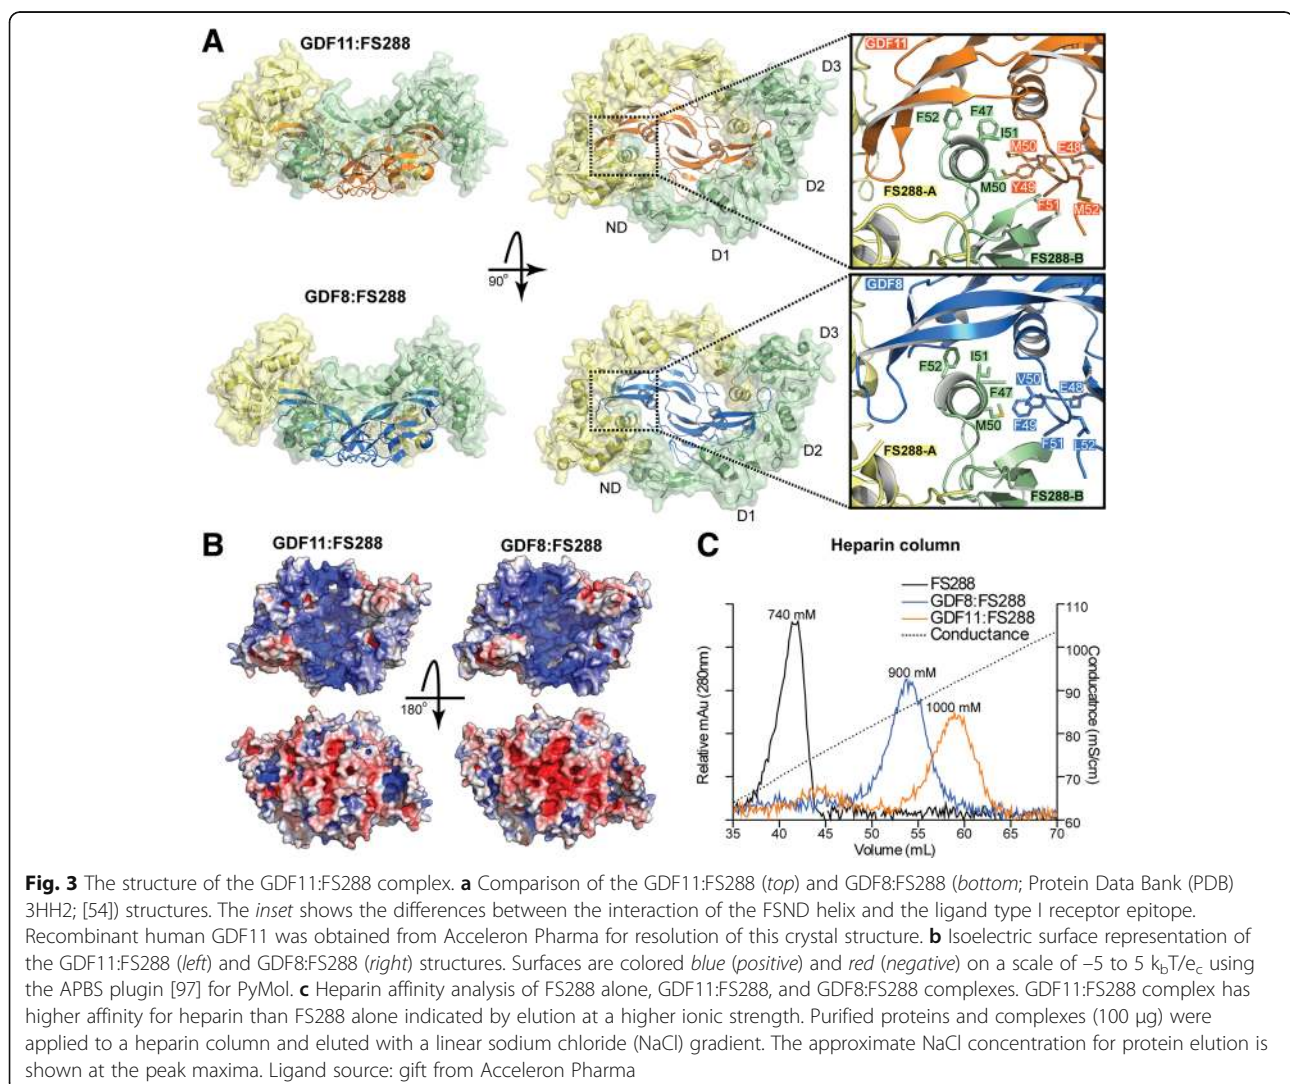 A
GDF11:FS288
D3
D2
D1
ND
GDF11
F52
F47
I51
M50
E48
M50
Y49
FS288-A
F51
M52
FS288-B
90°
GDF8:FS288
D3
D2
D1
ND
GDF8
F52
I51
F47
V50
E48
M50
F49
F51
L52
FS288-A
FS288-B
B
GDF11:FS288
GDF8:FS288
180°
C
Heparin column
FS288
GDF8:FS288
GDF11:FS288
Conductance
740 mM
900 mM
1000 mM
Relative mAu (280nm)
110
100
90
80
70
60
Conducatnce (mS/cm)
35 40 45 50 55 60 65 70
Volume (mL)
Fig. 3 The structure of the GDF11:FS288 complex. a Comparison of the GDF11:FS288 (top) and GDF8:FS288 (bottom; Protein Data Bank (PDB)
3HH2; [54]) structures. The inset shows the differences between the interaction of the FSND helix and the ligand type I receptor epitope.
Recombinant human GDF11 was obtained from Acceleron Pharma for resolution of this crystal structure. b Isoelectric surface representation of
the GDF11:FS288 (left) and GDF8:FS288 (right) structures. Surfaces are colored blue (positive) and red (negative) on a scale of –5 to 5 kbT/ec using
the APBS plugin [97] for PyMol. c Heparin affinity analysis of FS288 alone, GDF11:FS288, and GDF8:FS288 complexes. GDF11:FS288 complex has
higher affinity for heparin than FS288 alone indicated by elution at a higher ionic strength. Purified proteins and complexes (100 μg) were
applied to a heparin column and eluted with a linear sodium chloride (NaCl) gradient. The approximate NaCl concentration for protein elution is
shown at the peak maxima. Ligand source: gift from Acceleron Pharma